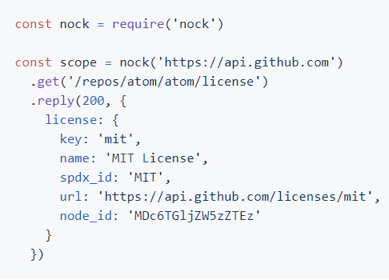 const nock = require('nock')

const scope = nock('https://api.github.com')
  .get('/repos/atom/atom/license')
  .reply(200, {
    license: {
      key: 'mit',
      name: 'MIT License',
      spdx_id: 'MIT',
      url: 'https://api.github.com/licenses/mit',
      node_id: 'MDc6TGljZW5zZTEz'
    }
  })